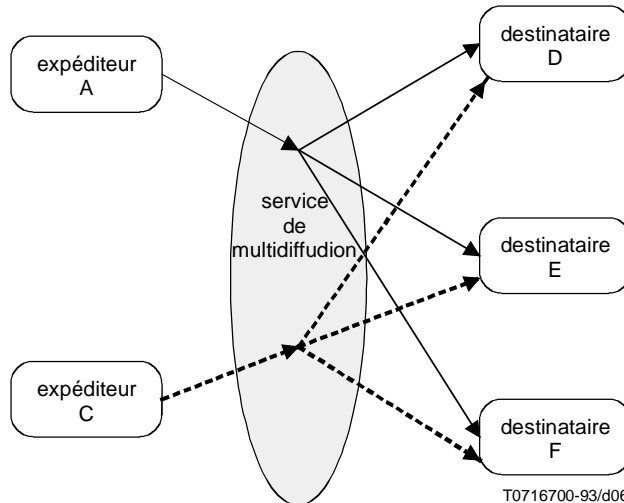 expéditeur
A
destinataire
D
service
de
multidiffudion
destinataire
E
expéditeur
C
destinataire
F
T0716700-93/d06